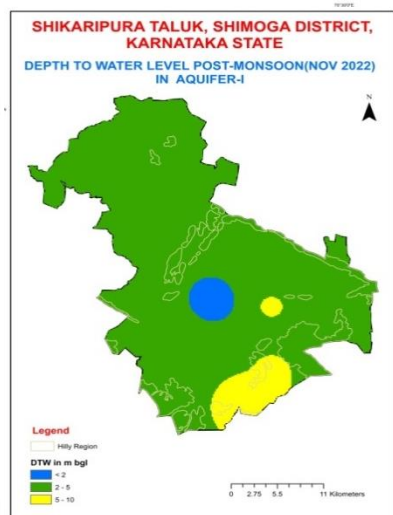 SHIKARIPURA TALUK, SHIMOGA DISTRICT,
KARNATAKA STATE
DEPTH TO WATER LEVEL POST-MONSOON(NOV 2022)
IN AQUIFER-I
N
Legend
Hilly Region
DTW in m bgl
< 2
2 - 5
5 - 10
0 2.75 5.5 11 Kilometers